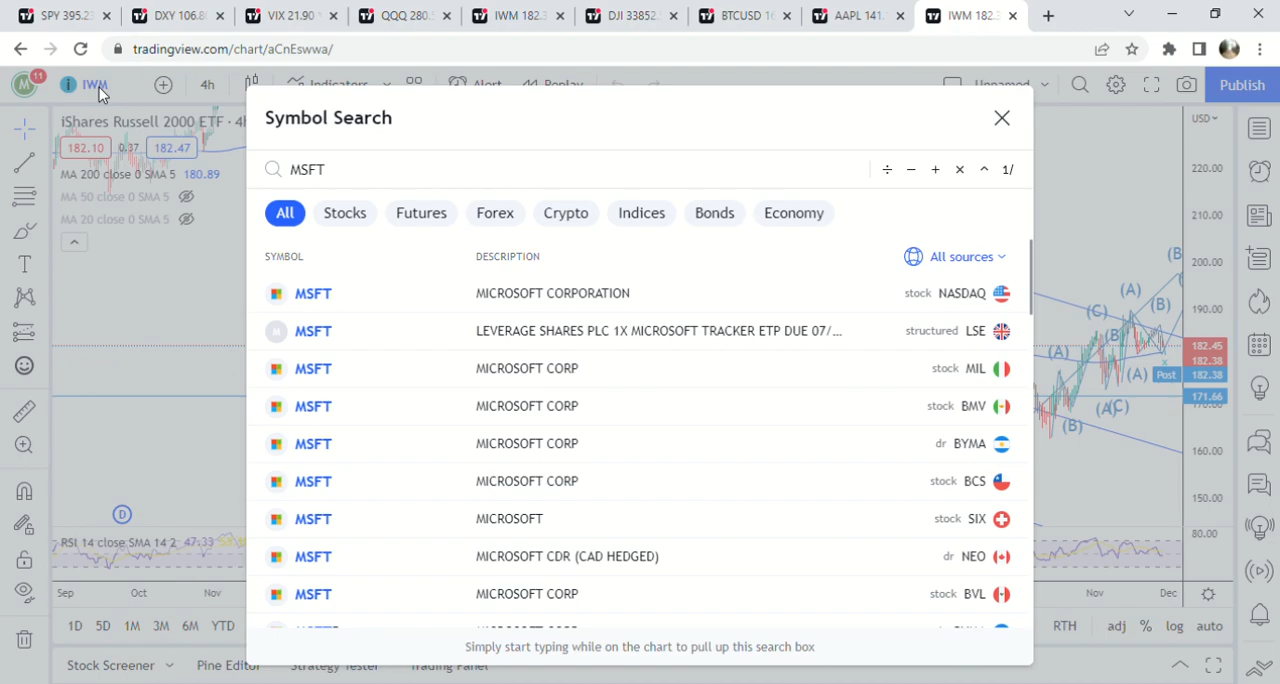 SPY 395.23 DXY 106.8 VIX 21.90 QQQ 280. IWM 182.3 DJI 33852. BTCUSD 16 AAPL 141. IWM 182.3
tradingview.com/chart/aCnEswwa/
M 11 IWM 4h Indicators Alert Replay Unnamed Publish
iShares Russell 2000 ETF · 4h
182.10 0.37 182.47
MA 200 close 0 SMA 5 180.89
MA 50 close 0 SMA 5
MA 20 close 0 SMA 5
Symbol Search
MSFT ÷ − + × ^ 1/
All Stocks Futures Forex Crypto Indices Bonds Economy
SYMBOL DESCRIPTION All sources
MSFT MICROSOFT CORPORATION stock NASDAQ
M MSFT LEVERAGE SHARES PLC 1X MICROSOFT TRACKER ETP DUE 07/... structured LSE
MSFT MICROSOFT CORP stock MIL
MSFT MICROSOFT CORP stock BMV
MSFT MICROSOFT CORP dr BYMA
MSFT MICROSOFT CORP stock BCS
MSFT MICROSOFT stock SIX
MSFT MICROSOFT CDR (CAD HEDGED) dr NEO
MSFT MICROSOFT CORP stock BVL
Simply start typing while on the chart to pull up this search box
USD
220.00
210.00
200.00
190.00
182.45
182.38
Post 182.38
171.66
170.00
160.00
150.00
80.00
(B)
(A)
(C) (B)
(B
(A)
(A)
(A)(C)
(B)
D
RSI 14 close SMA 14 2 47.33
Sep Oct Nov Nov Dec
1D 5D 1M 3M 6M YTD RTH adj % log auto
Stock Screener Pine Editor Strategy Tester Trading Panel